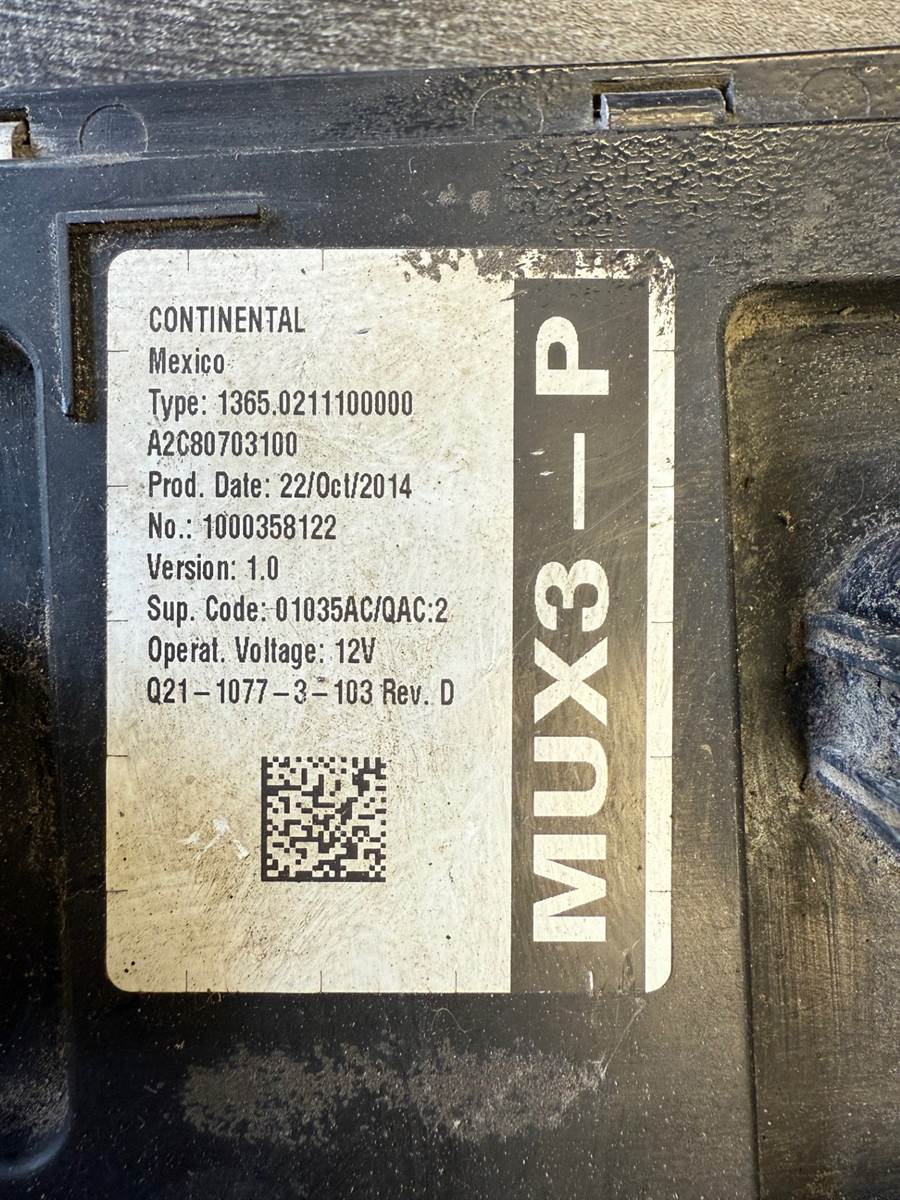 CONTINENTAL
Mexico
Type: 1365.0211100000
A2C80703100
Prod. Date: 22/Oct/2014
No.: 1000358122
Version: 1.0
Sup. Code: 01035AC/QAC:2
Operat. Voltage: 12V
Q21-1077-3-103 Rev. D
MUX3-P